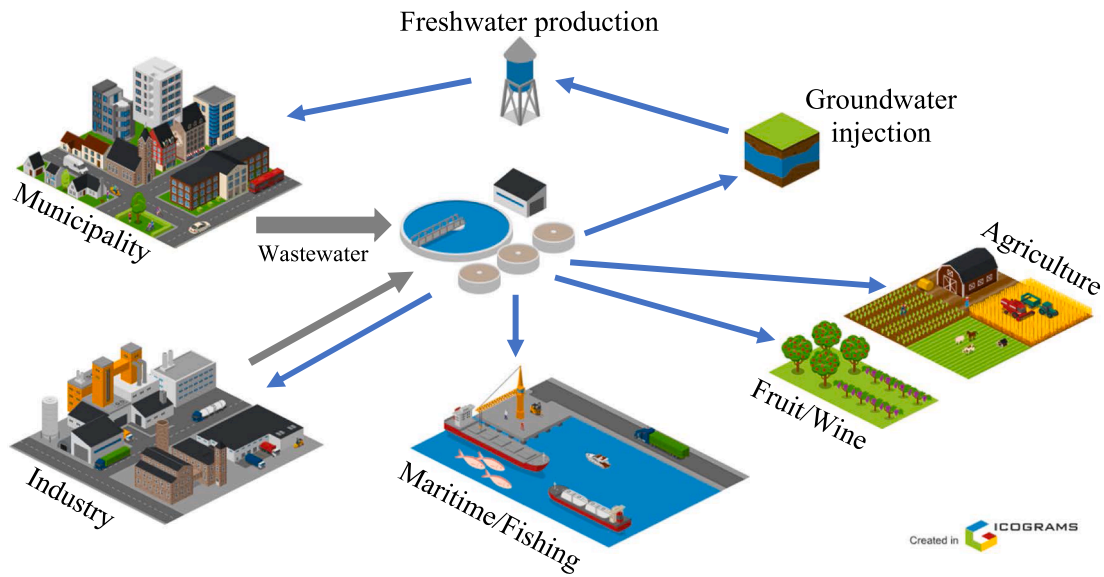 Freshwater production
Groundwater
injection
Municipality
Wastewater
Agriculture
Fruit/Wine
Industry
Maritime/Fishing
Created in ICOGRAMS